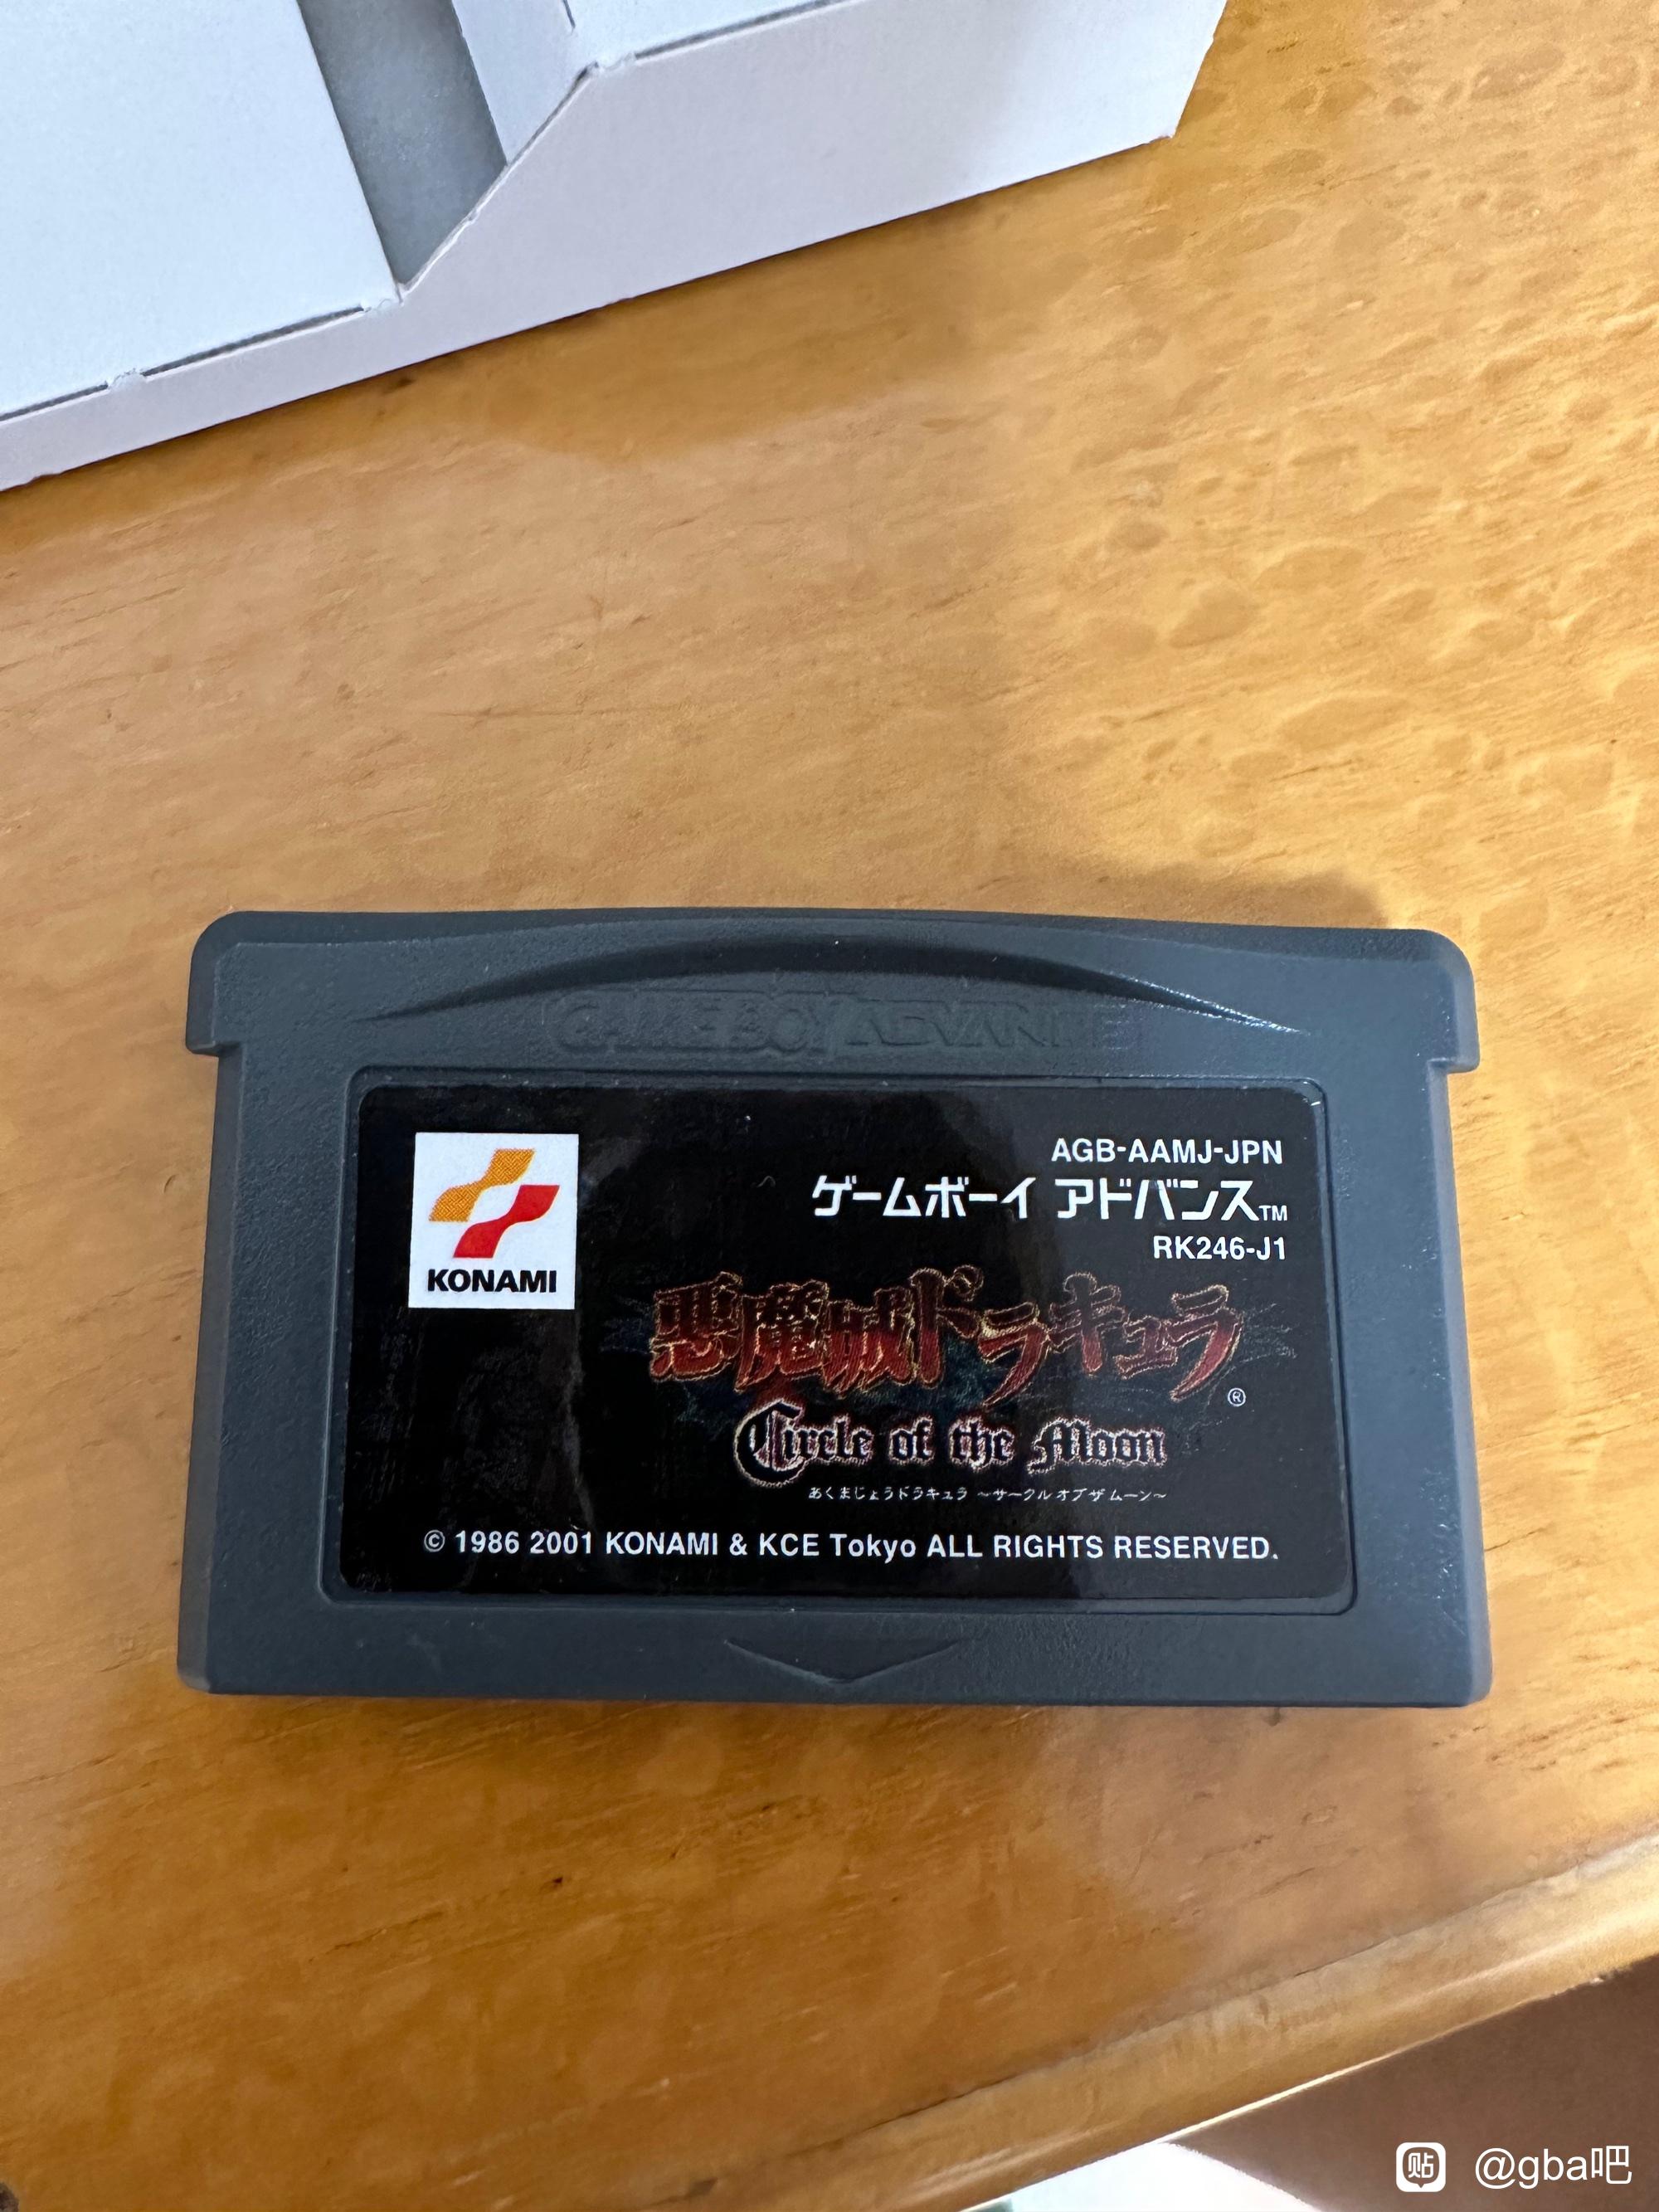 GAME BOY ADVANCE
KONAMI
AGB-AAMJ-JPN
ゲームボーイ アドバンス™
RK246-J1
悪魔城ドラキュラ®
Circle of the Moon
あくまじょうドラキュラ ～サークル オブ ザ ムーン～
© 1986 2001 KONAMI & KCE Tokyo ALL RIGHTS RESERVED.
贴 @gba吧